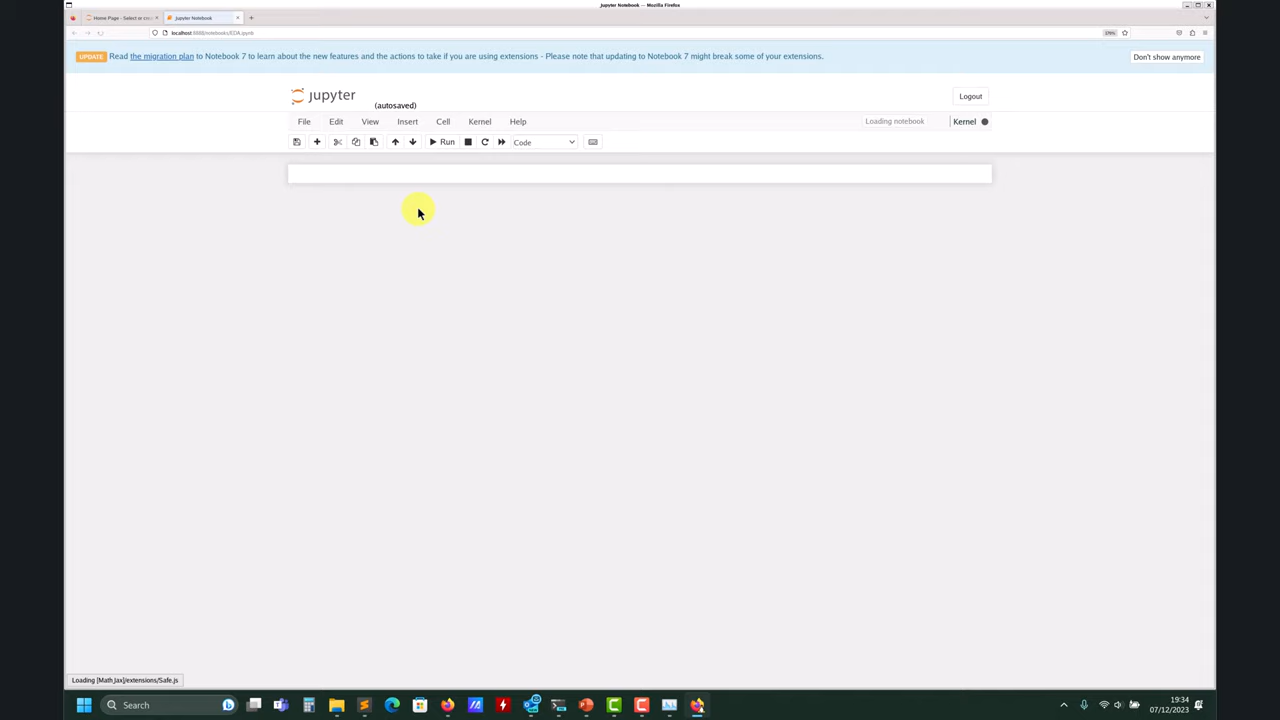 Jupyter Notebook — Mozilla Firefox
Home Page - Select or cre
Jupyter Notebook
localhost:8888/notebooks/EDA.ipynb
UPDATE Read the migration plan to Notebook 7 to learn about the new features and the actions to take if you are using extensions - Please note that updating to Notebook 7 might break some of your extensions.
Don't show anymore
jupyter
(autosaved)
Logout
File Edit View Insert Cell Kernel Help
Loading notebook
Kernel
Run
Code
Loading [MathJax]/extensions/Safe.js
Search
19:34
07/12/2023